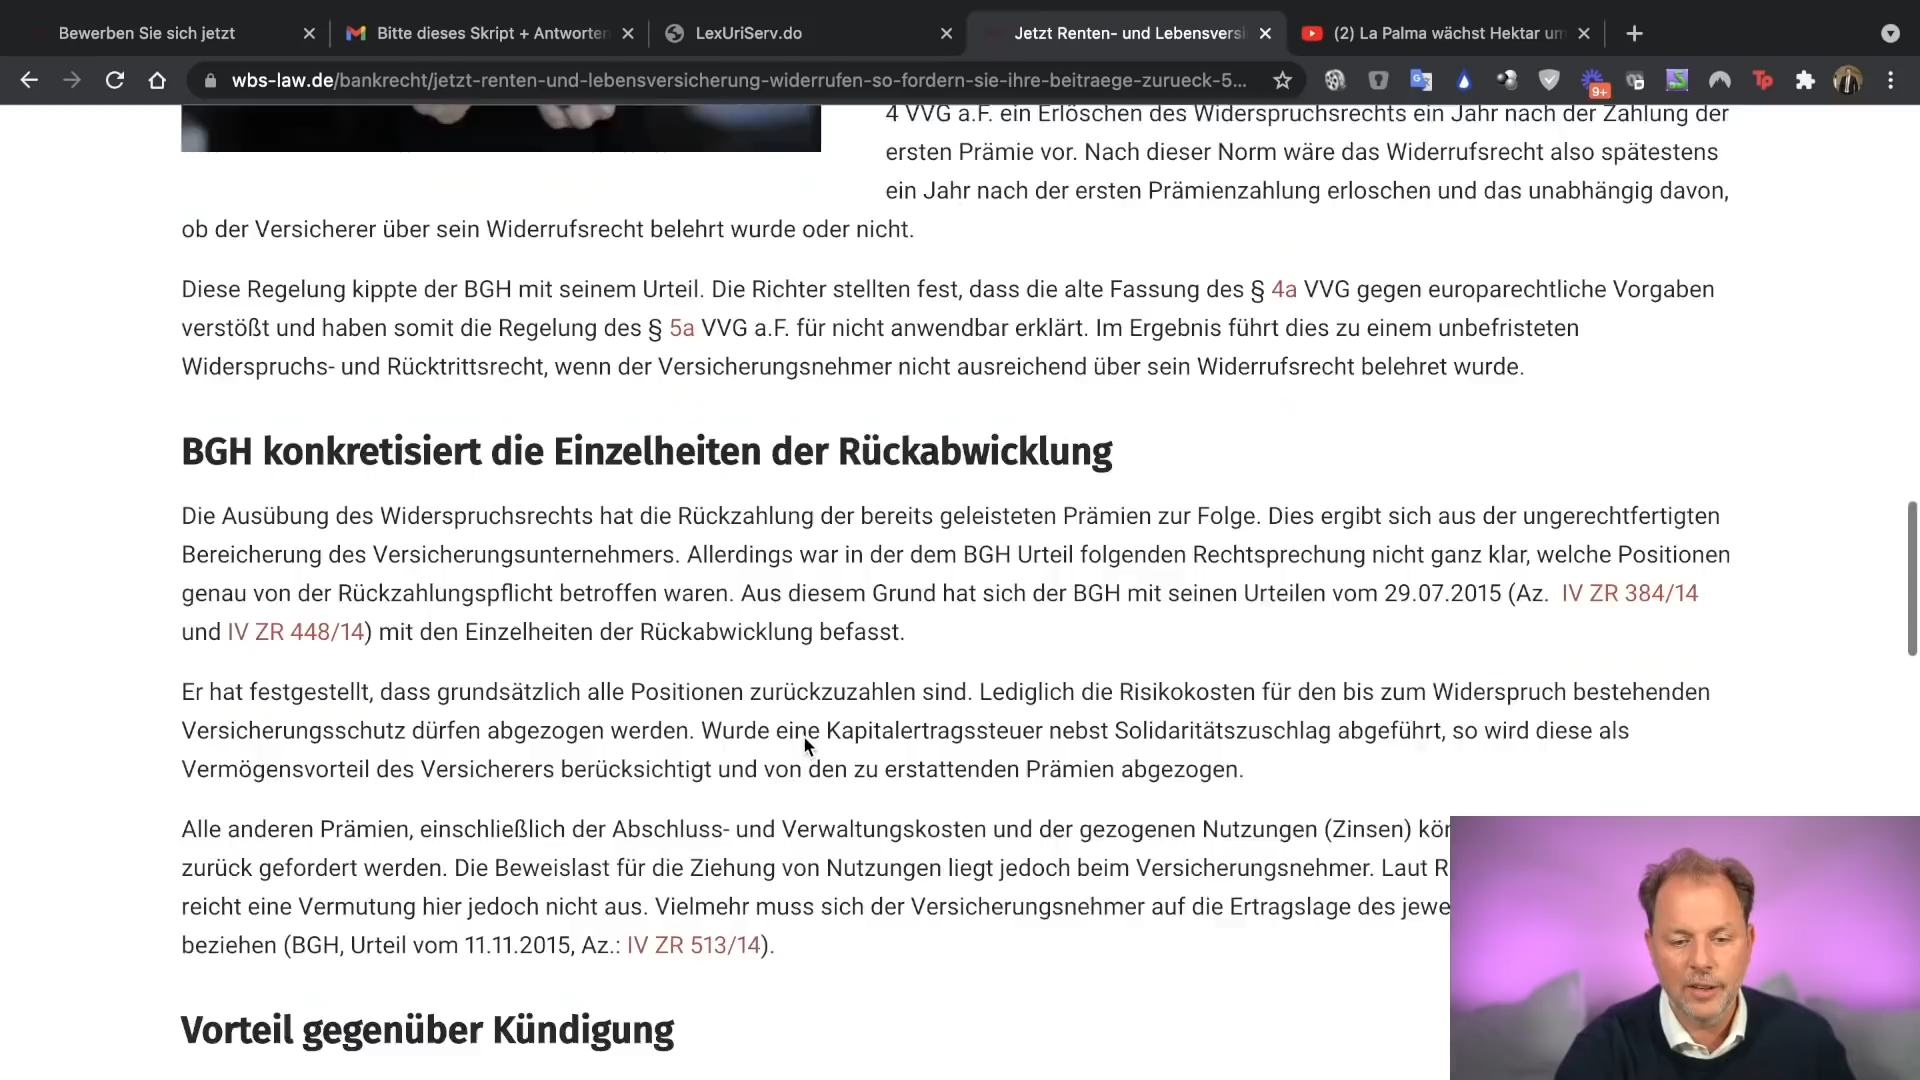 Bewerben Sie sich jetzt
Bitte dieses Skript + Antworten
LexUriServ.do
Jetzt Renten- und Lebensversi
(2) La Palma wächst Hektar um
wbs-law.de/bankrecht/jetzt-renten-und-lebensversicherung-widerrufen-so-fordern-sie-ihre-beitraege-zurueck-5...
9+
Tp
4 VVG a.F. ein Erlöschen des Widerspruchsrechts ein Jahr nach der Zahlung der
ersten Prämie vor. Nach dieser Norm wäre das Widerrufsrecht also spätestens
ein Jahr nach der ersten Prämienzahlung erloschen und das unabhängig davon,
ob der Versicherer über sein Widerrufsrecht belehrt wurde oder nicht.
Diese Regelung kippte der BGH mit seinem Urteil. Die Richter stellten fest, dass die alte Fassung des § 4a VVG gegen europarechtliche Vorgaben
verstößt und haben somit die Regelung des § 5a VVG a.F. für nicht anwendbar erklärt. Im Ergebnis führt dies zu einem unbefristeten
Widerspruchs- und Rücktrittsrecht, wenn der Versicherungsnehmer nicht ausreichend über sein Widerrufsrecht belehret wurde.
BGH konkretisiert die Einzelheiten der Rückabwicklung
Die Ausübung des Widerspruchsrechts hat die Rückzahlung der bereits geleisteten Prämien zur Folge. Dies ergibt sich aus der ungerechtfertigten
Bereicherung des Versicherungsunternehmers. Allerdings war in der dem BGH Urteil folgenden Rechtsprechung nicht ganz klar, welche Positionen
genau von der Rückzahlungspflicht betroffen waren. Aus diesem Grund hat sich der BGH mit seinen Urteilen vom 29.07.2015 (Az. IV ZR 384/14
und IV ZR 448/14) mit den Einzelheiten der Rückabwicklung befasst.
Er hat festgestellt, dass grundsätzlich alle Positionen zurückzuzahlen sind. Lediglich die Risikokosten für den bis zum Widerspruch bestehenden
Versicherungsschutz dürfen abgezogen werden. Wurde eine Kapitalertragssteuer nebst Solidaritätszuschlag abgeführt, so wird diese als
Vermögensvorteil des Versicherers berücksichtigt und von den zu erstattenden Prämien abgezogen.
Alle anderen Prämien, einschließlich der Abschluss- und Verwaltungskosten und der gezogenen Nutzungen (Zinsen) kön
zurück gefordert werden. Die Beweislast für die Ziehung von Nutzungen liegt jedoch beim Versicherungsnehmer. Laut R
reicht eine Vermutung hier jedoch nicht aus. Vielmehr muss sich der Versicherungsnehmer auf die Ertragslage des jewe
beziehen (BGH, Urteil vom 11.11.2015, Az.: IV ZR 513/14).
Vorteil gegenüber Kündigung